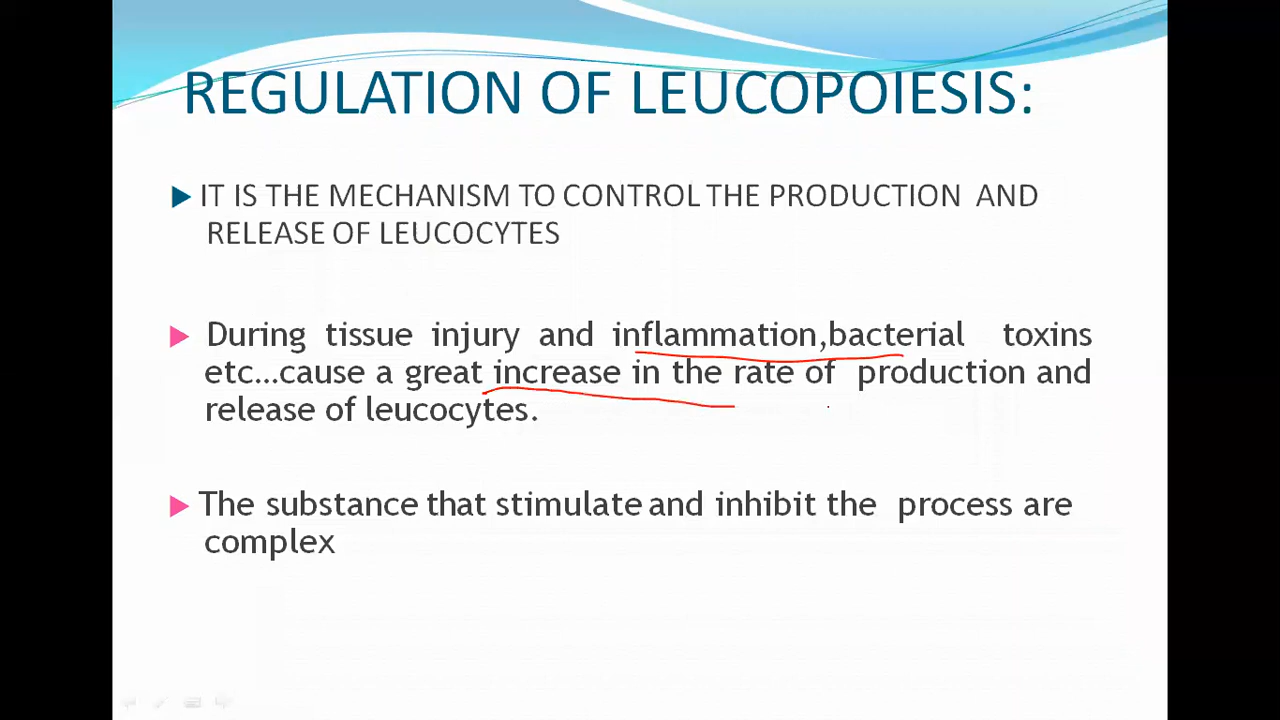 REGULATION OF LEUCOPOIESIS:
IT IS THE MECHANISM TO CONTROL THE PRODUCTION AND
RELEASE OF LEUCOCYTES
During tissue injury and inflammation,bacterial toxins
etc...cause a great increase in the rate of production and
release of leucocytes.
The substance that stimulate and inhibit the process are
complex